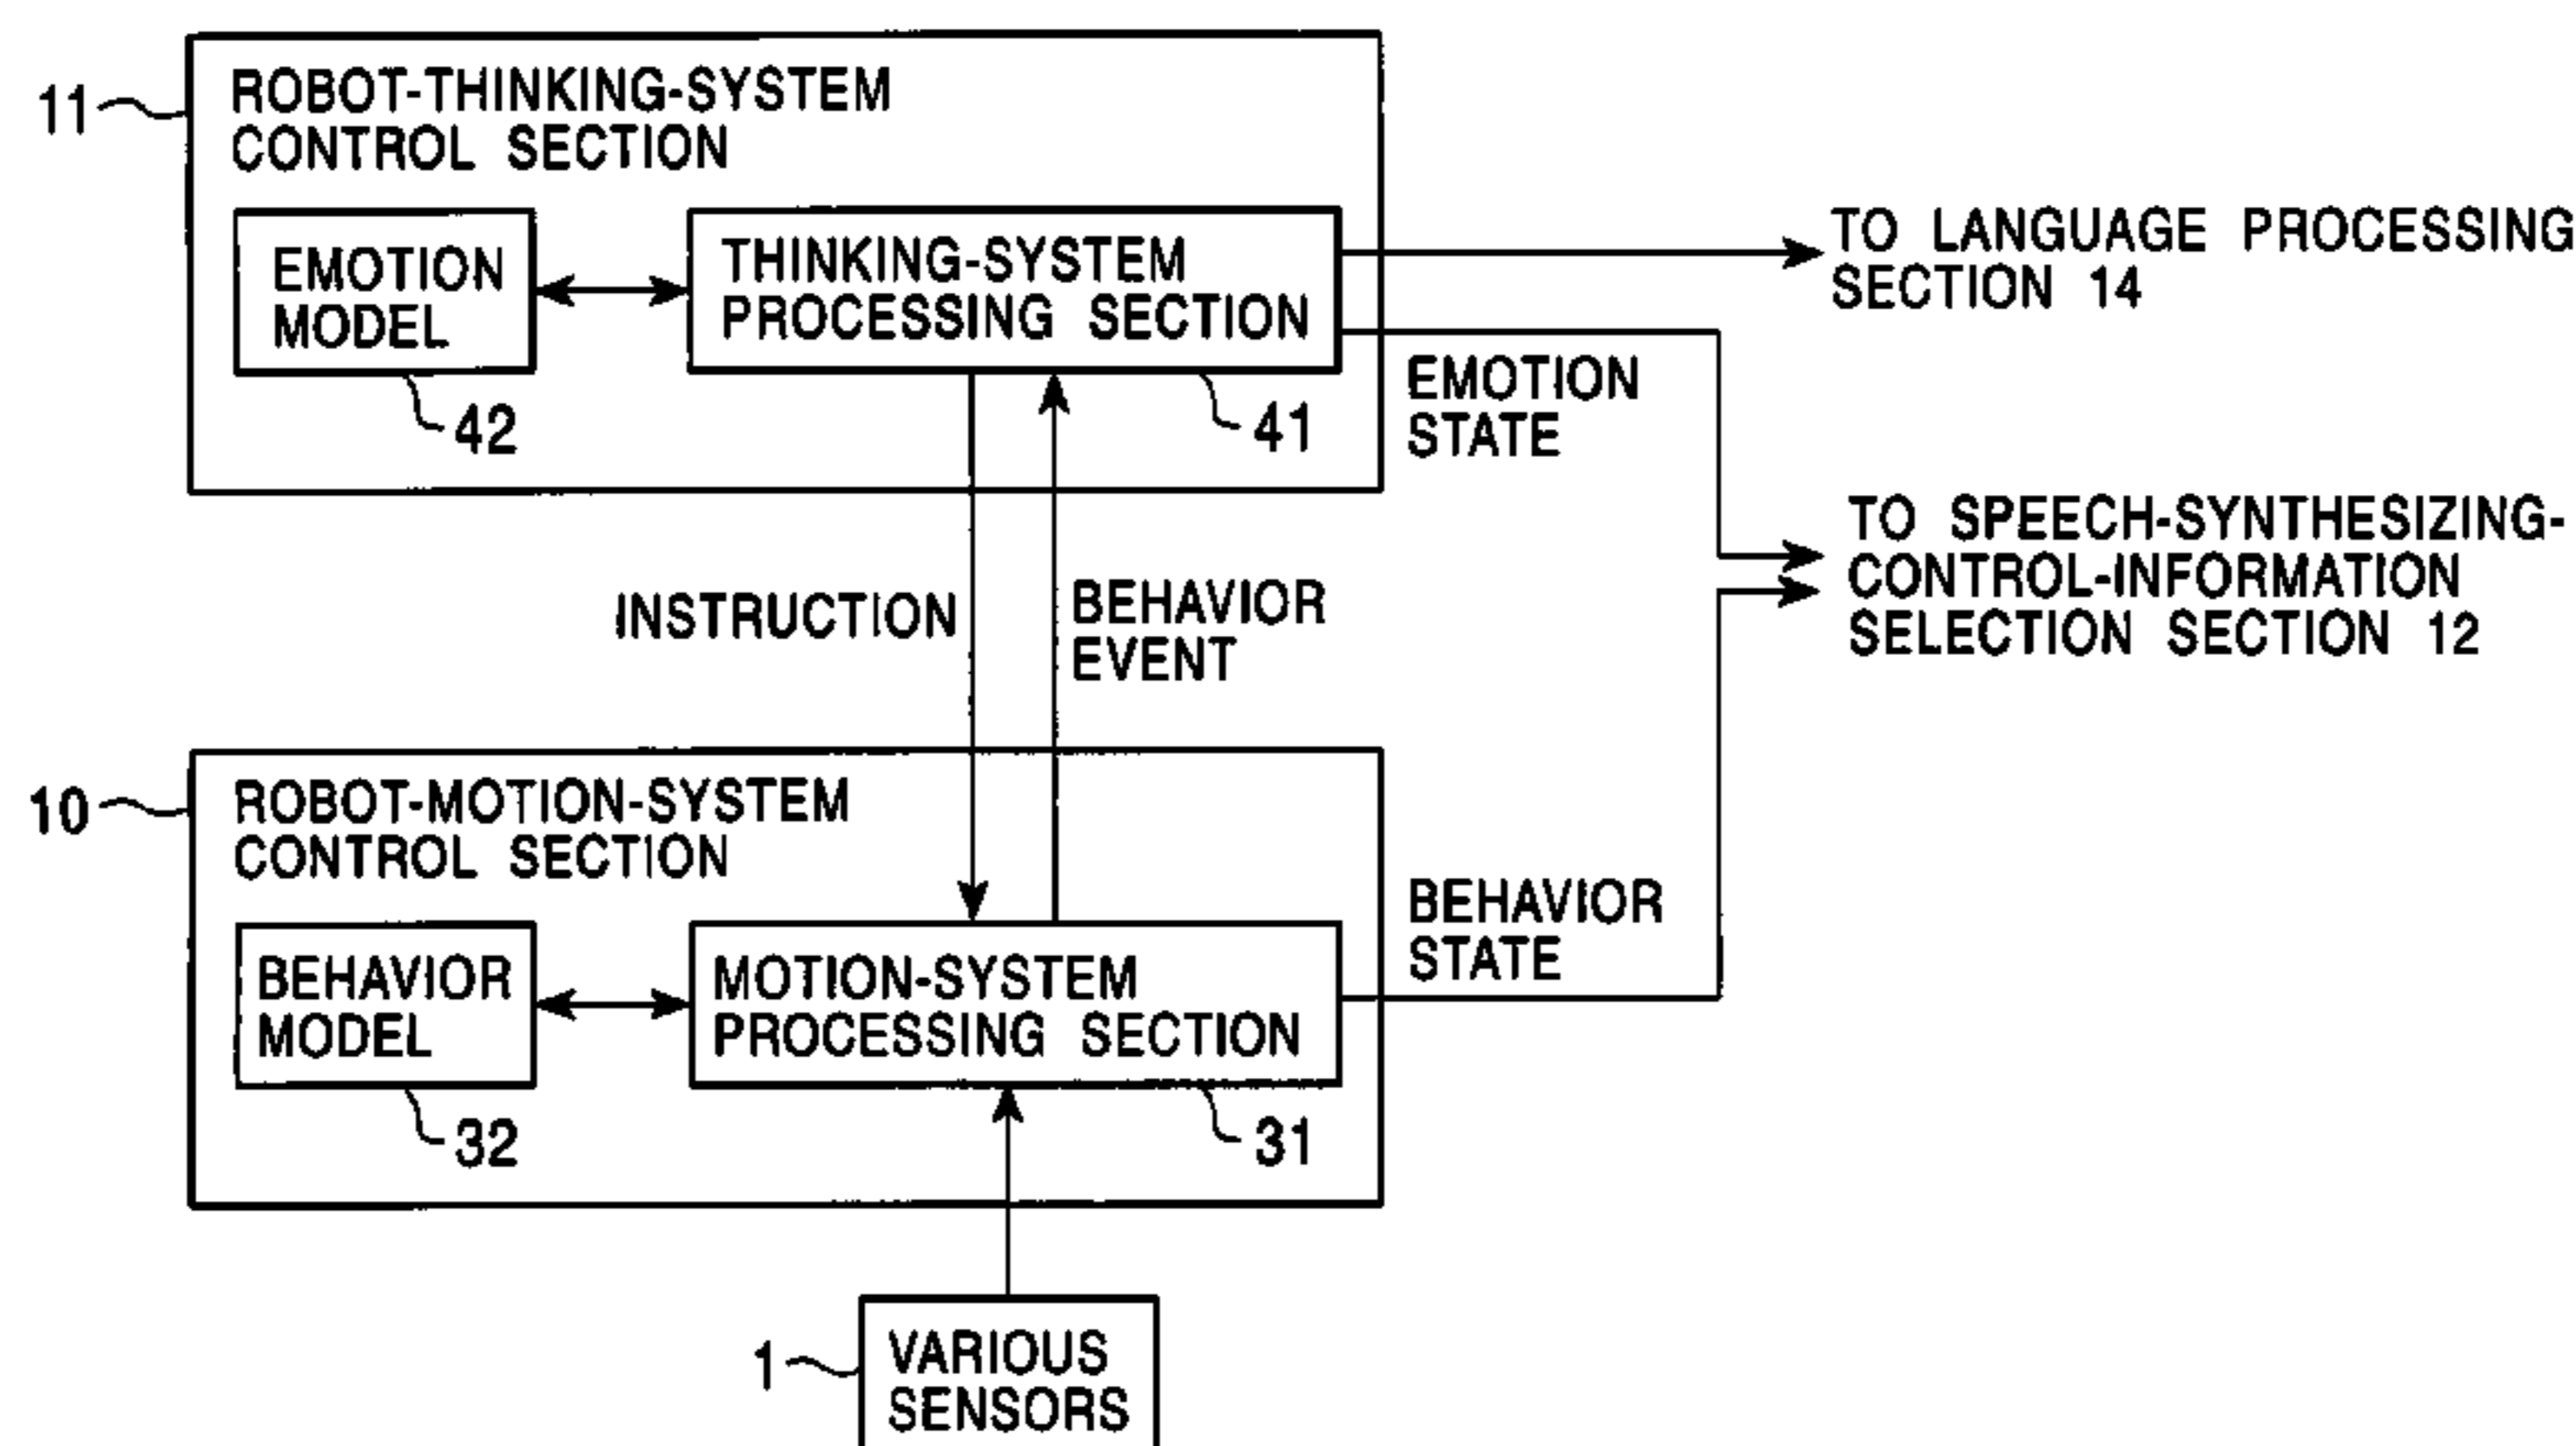 11
ROBOT-THINKING-SYSTEM
CONTROL SECTION
EMOTION
MODEL
42
THINKING-SYSTEM
PROCESSING SECTION
41
TO LANGUAGE PROCESSING
SECTION 14
EMOTION
STATE
TO SPEECH-SYNTHESIZING-
CONTROL-INFORMATION
SELECTION SECTION 12
INSTRUCTION
BEHAVIOR
EVENT
10
ROBOT-MOTION-SYSTEM
CONTROL SECTION
BEHAVIOR
MODEL
32
MOTION-SYSTEM
PROCESSING SECTION
31
BEHAVIOR
STATE
1
VARIOUS
SENSORS